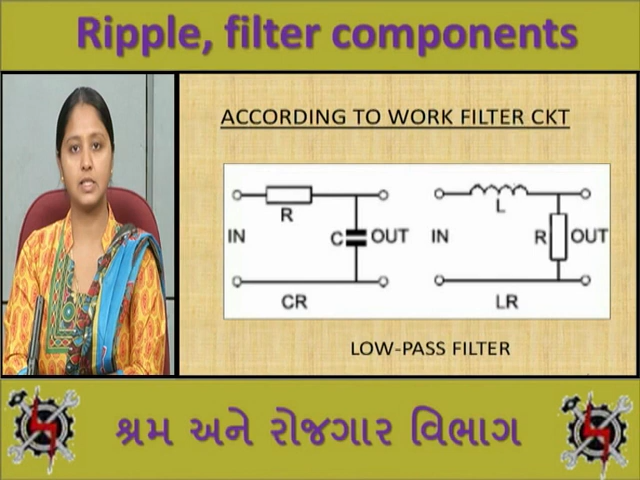 Ripple, filter components
ACCORDING TO WORK FILTER CKT
R
L
IN
C
OUT
IN
R
OUT
CR
LR
LOW-PASS FILTER
શ્રમ અને રોજગાર વિભાગ